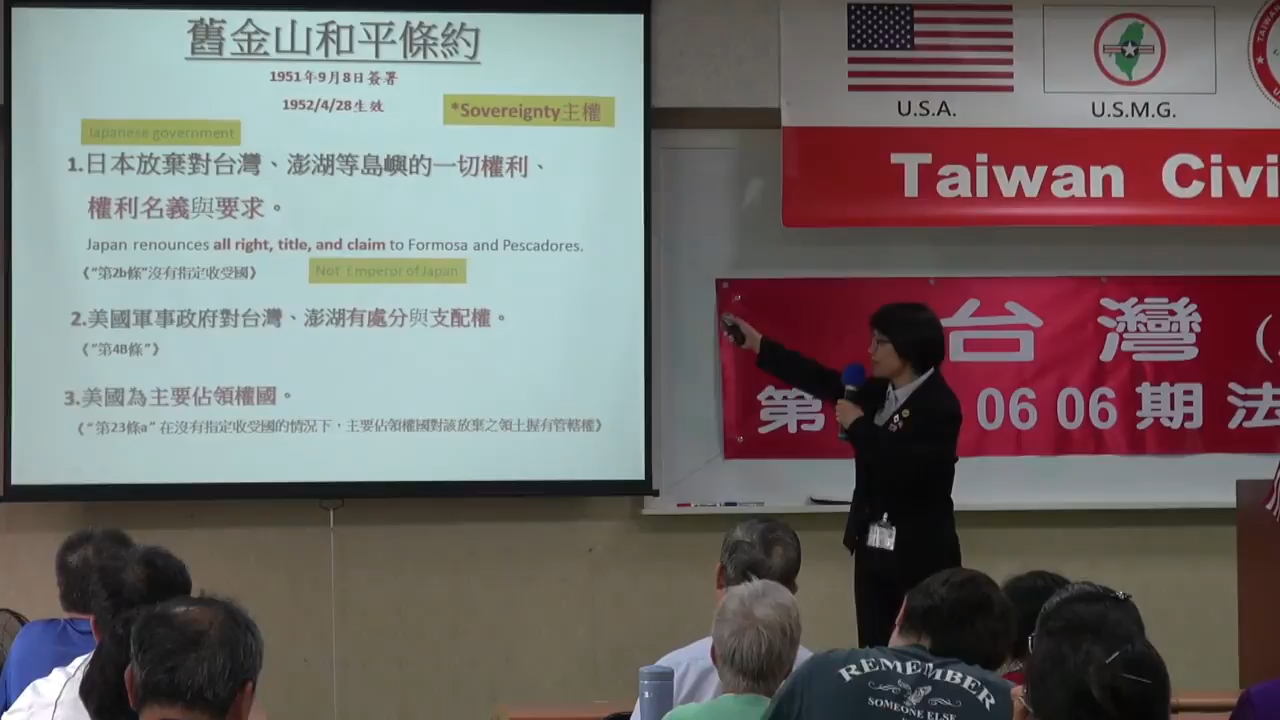 舊金山和平條約
1951年9月8日簽署
1952/4/28生效
*Sovereignty主權
Japanese government
1.日本放棄對台灣、澎湖等島嶼的一切權利、
權利名義與要求。
Japan renounces all right, title, and claim to Formosa and Pescadores.
《“第2b條”沒有指定收受國》
Not Emperor of Japan
2.美國軍事政府對台灣、澎湖有處分與支配權。
《“第4B條”》
3.美國為主要佔領權國。
《“第23條a”在沒有指定收受國的情況下，主要佔領權國對該放棄之領土握有管轄權》
U.S.A.
U.S.M.G.
Taiwan Civi
台 灣 （
第 06 06 期 法
REMEMBER
SOMEONE ELSE